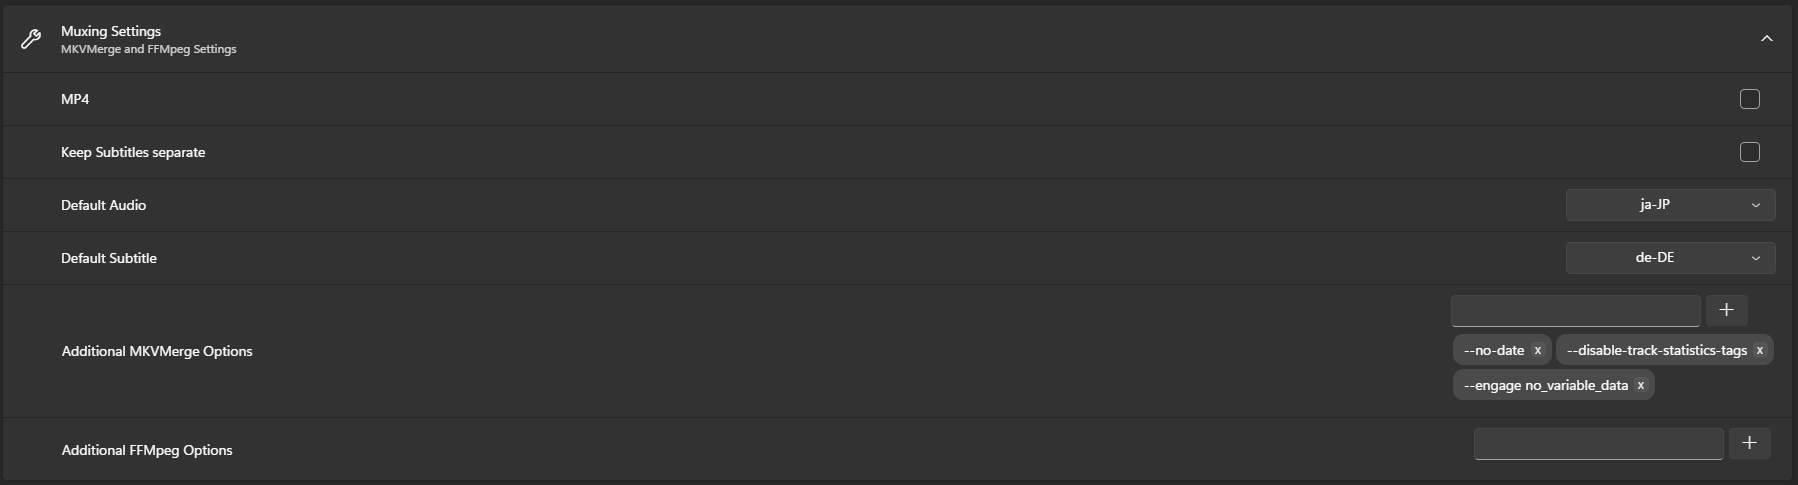 Muxing Settings
MKVMerge and FFMpeg Settings
MP4
Keep Subtitles separate
Default Audio
ja-JP
Default Subtitle
de-DE
Additional MKVMerge Options
+
--no-date x --disable-track-statistics-tags x
--engage no_variable_data x
Additional FFMpeg Options
+